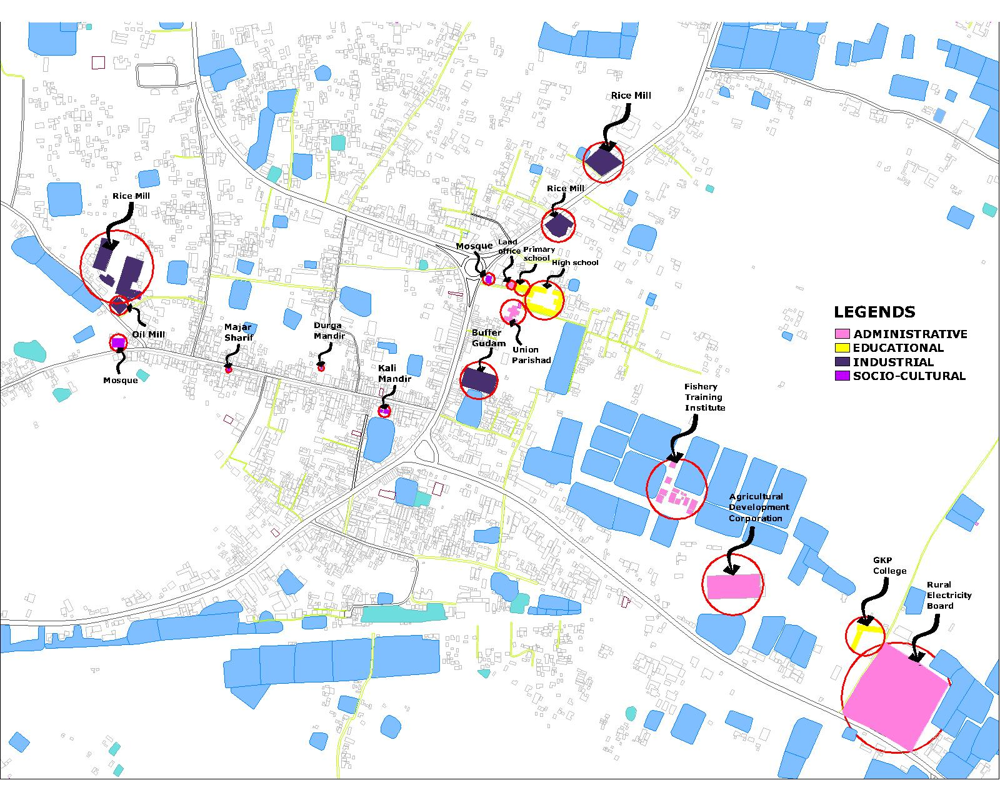 Rice Mill
Rice Mill
Rice Mill
Mosque
Land
office
Primary
school
High school
Oil Mill
Majar
Sharif
Durga
Mandir
Buffer
Gudam
Union
Parishad
Mosque
Kali
Mandir
LEGENDS
ADMINISTRATIVE
EDUCATIONAL
INDUSTRIAL
SOCIO-CULTURAL
Fishery
Training
Institute
Agricultural
Development
Corporation
GKP
College
Rural
Electricity
Board